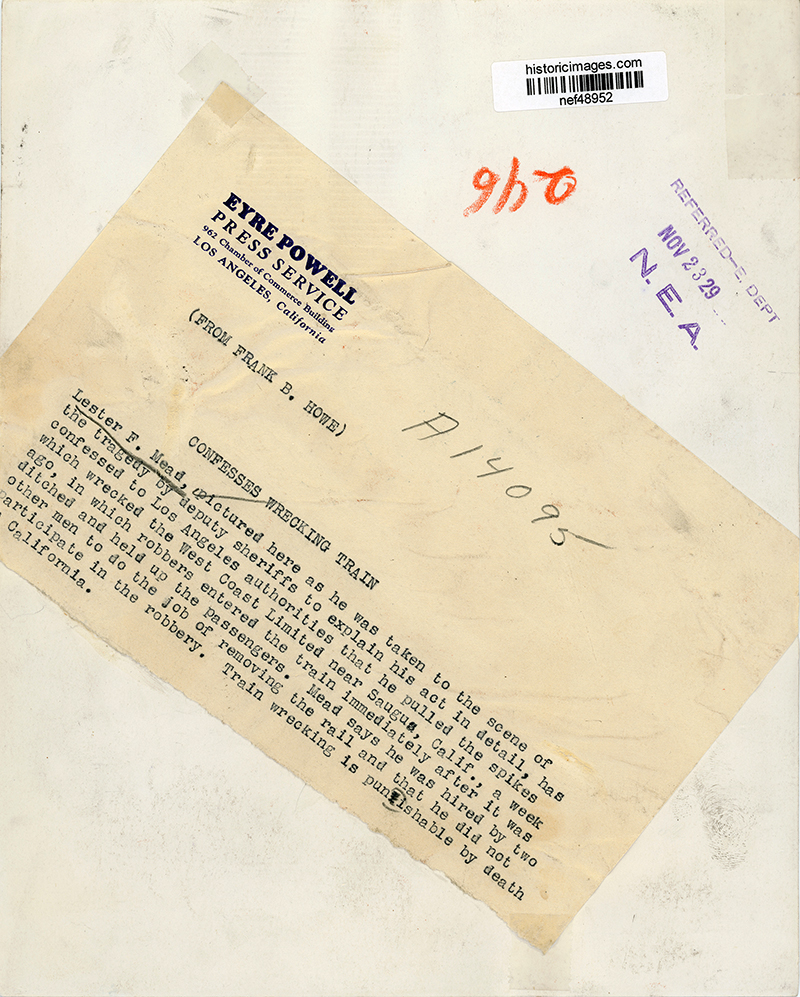 historicimages.com
nef48952
REFERRED-E. DEPT
NOV 23 29
N. E. A.
EYRE POWELL
PRESS SERVICE
962 Chamber of Commerce Building
LOS ANGELES, California
(FROM FRANK B. HOWE)
A14095
CONFESSES WRECKING TRAIN
Lester F. Mead, pictured here as he was taken to the scene of
the tragedy by deputy sheriffs to explain his act in detail, has
confessed to Los Angeles authorities that he pulled the spikes
which wrecked the West Coast Limited near Saugus, Calif., a week
ago, in which robbers entered the train immediately after it was
ditched and held up the passengers. Mead says he was hired by two
other men to do the job of removing the rail and that he did not
participate in the robbery. Train wrecking is punishable by death
California.